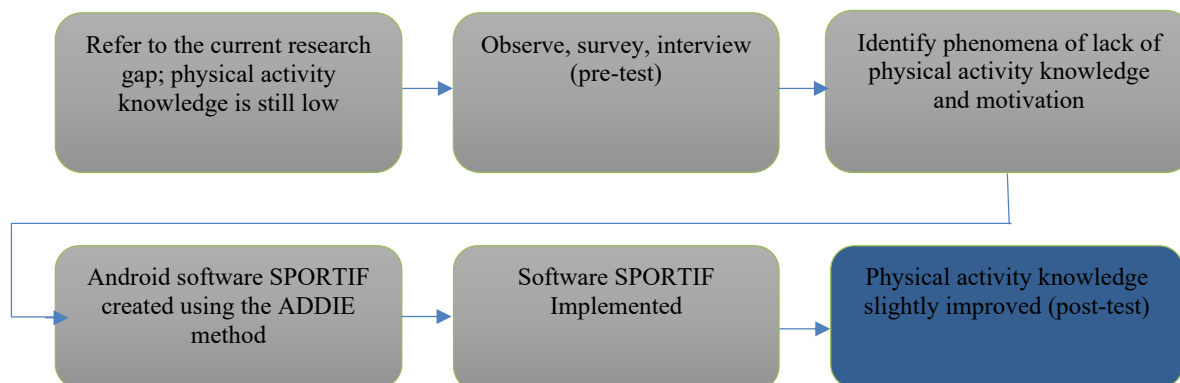 Refer to the current research
gap; physical activity
knowledge is still low
Observe, survey, interview
(pre-test)
Identify phenomena of lack of
physical activity knowledge
and motivation
Android software SPORTIF
created using the ADDIE
method
Software SPORTIF
Implemented
Physical activity knowledge
slightly improved (post-test)